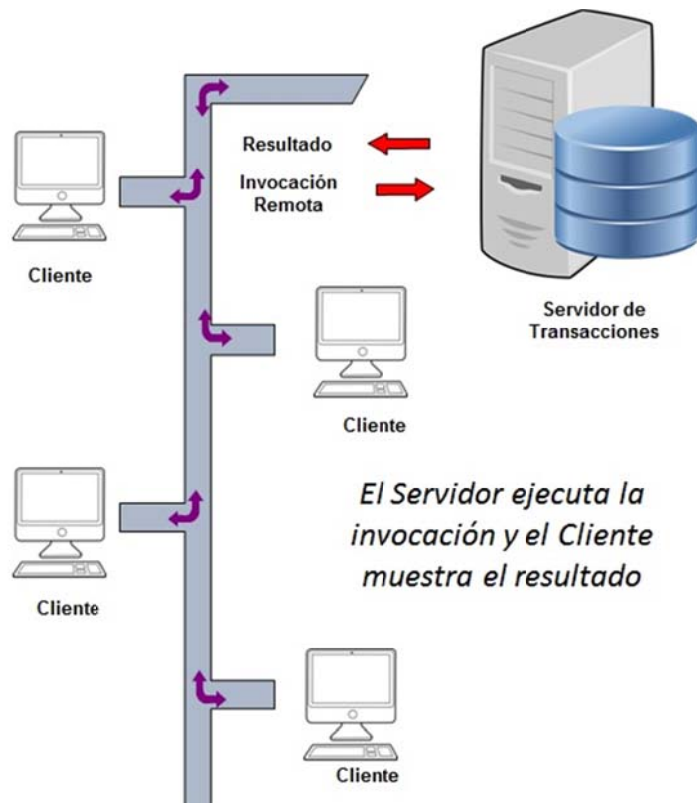 Resultado
Invocación
Remota
Cliente
Servidor de
Transacciones
Cliente
El Servidor ejecuta la
invocación y el Cliente
muestra el resultado
Cliente
Cliente